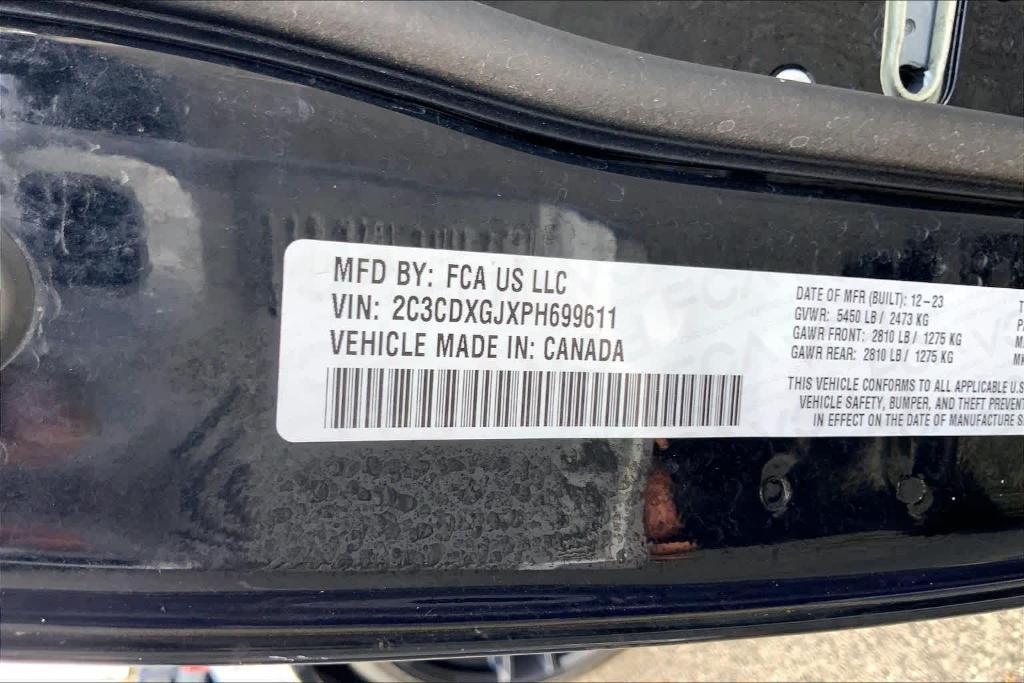 MFD BY: FCA US LLC
VIN: 2C3CDXGJXPH699611
VEHICLE MADE IN: CANADA
DATE OF MFR (BUILT): 12-23
GVWR: 5450 LB / 2473 KG
GAWR FRONT: 2810 LB / 1275 KG
GAWR REAR: 2810 LB / 1275 KG
THIS VEHICLE CONFORMS TO ALL APPLICABLE U.S
VEHICLE SAFETY, BUMPER, AND THEFT PREVENT
IN EFFECT ON THE DATE OF MANUFACTURE S